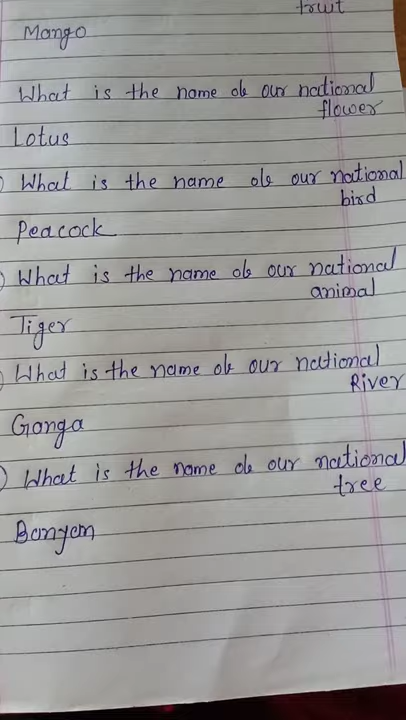 fruit
Mango
What is the name of our national
flower
Lotus
) What is the name of our national
bird
Peacock
) What is the name of our national
animal
Tiger
) What is the name of our national
River
Ganga
) What is the name of our national
tree
Banyan